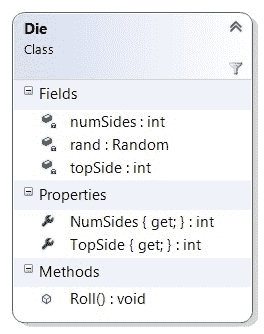 Die
Class
Fields
numSides : int
rand : Random
topSide : int
Properties
NumSides { get; } : int
TopSide { get; } : int
Methods
Roll() : void